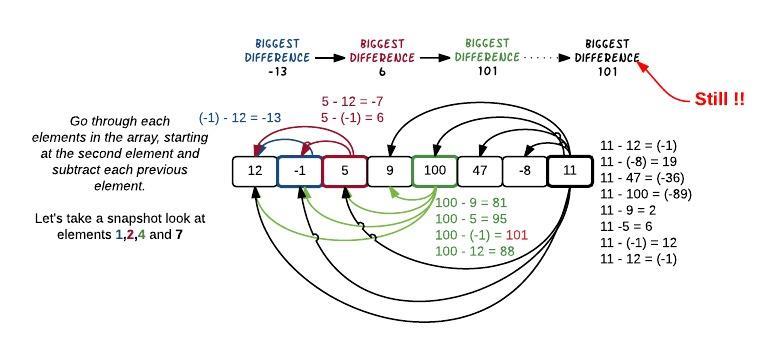 BIGGEST DIFFERENCE -13
BIGGEST DIFFERENCE 6
BIGGEST DIFFERENCE 101
BIGGEST DIFFERENCE 101
Still !!
Go through each
elements in the array, starting
at the second element and
subtract each previous
element.
Let's take a snapshot look at
elements 1,2,4 and 7
(-1) - 12 = -13
5 - 12 = -7
5 - (-1) = 6
12 -1 5 9 100 47 -8 11
100 - 9 = 81
100 - 5 = 95
100 - (-1) = 101
100 - 12 = 88
11 - 12 = (-1)
11 - (-8) = 19
11 - 47 = (-36)
11 - 100 = (-89)
11 - 9 = 2
11 -5 = 6
11 - (-1) = 12
11 - 12 = (-1)